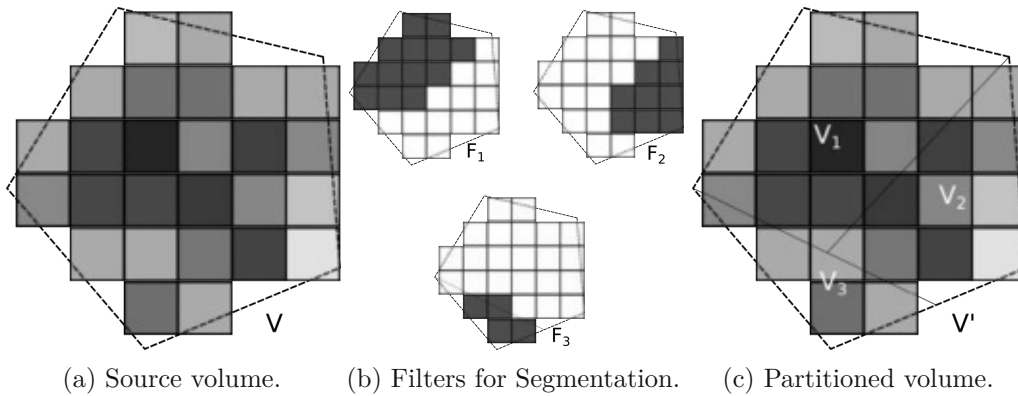 F1
F2
V1
V2
V3
F3
V
V'
(a) Source volume.
(b) Filters for Segmentation.
(c) Partitioned volume.